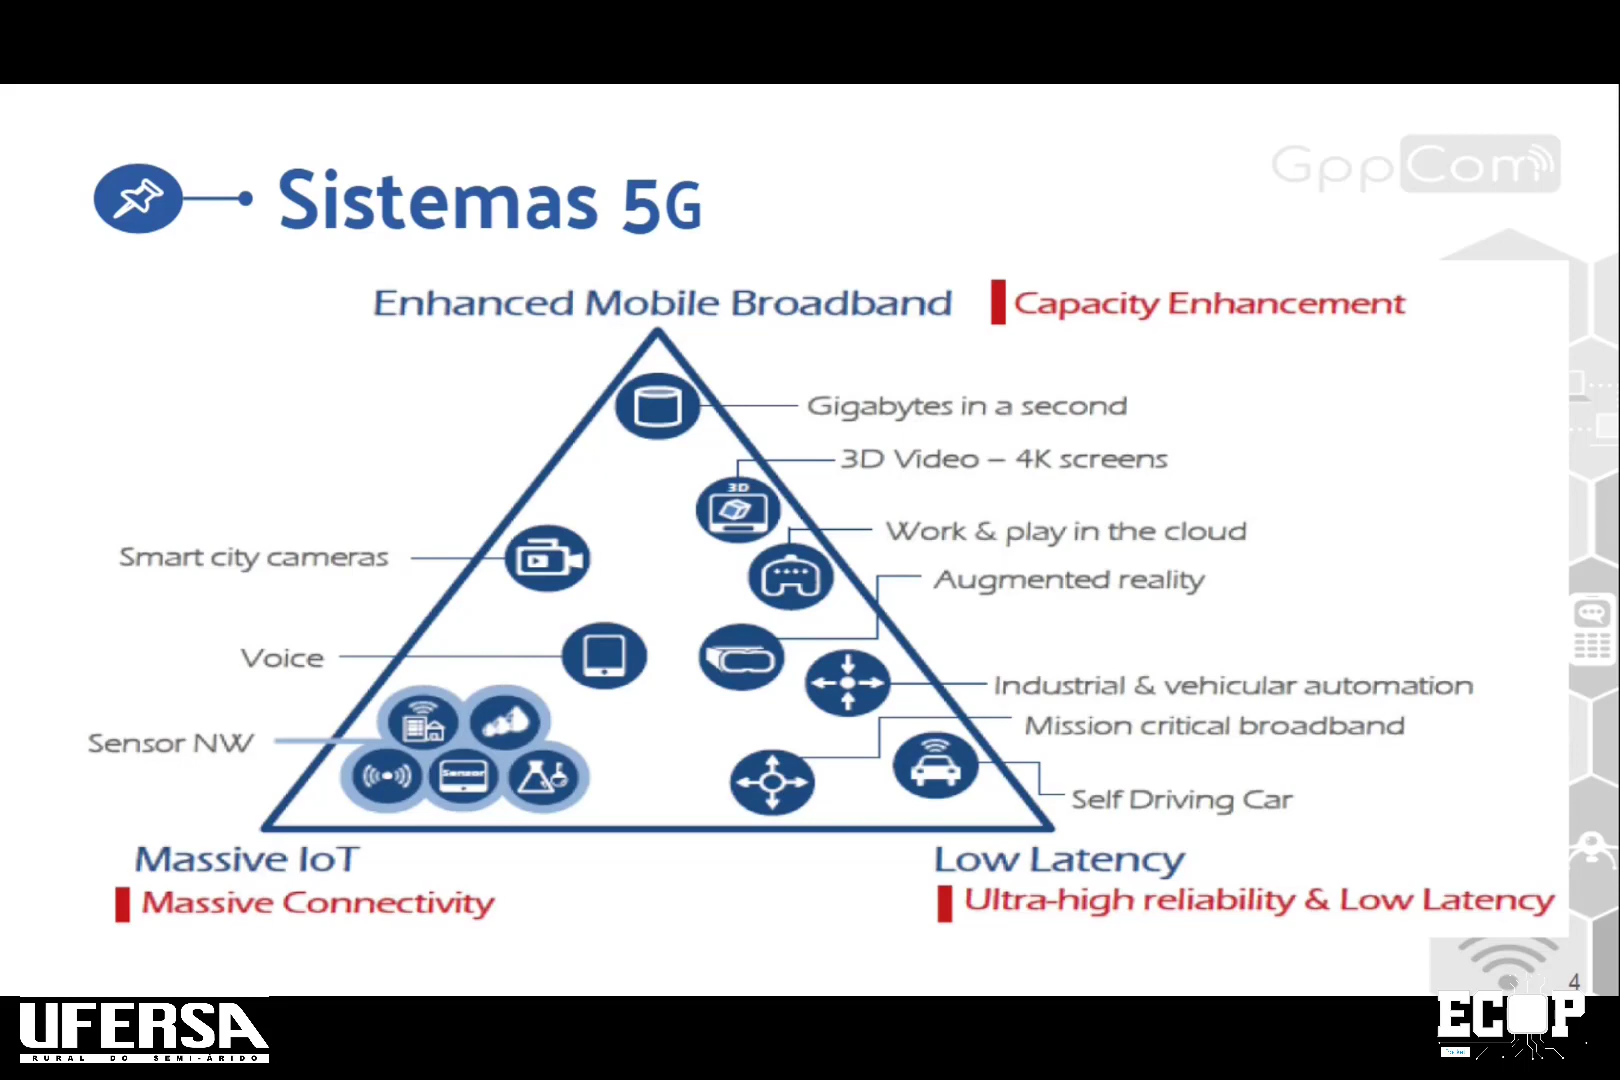 GppCom
Sistemas 5G
Enhanced Mobile Broadband
Capacity Enhancement
Gigabytes in a second
3D Video – 4K screens
3D
Work & play in the cloud
Smart city cameras
Augmented reality
Voice
Industrial & vehicular automation
Mission critical broadband
Sensor NW
Sensor
Self Driving Car
Massive IoT
Massive Connectivity
Low Latency
Ultra-high reliability & Low Latency
4
UFERSA
RURAL DO SEMI-ÁRIDO
ECOP